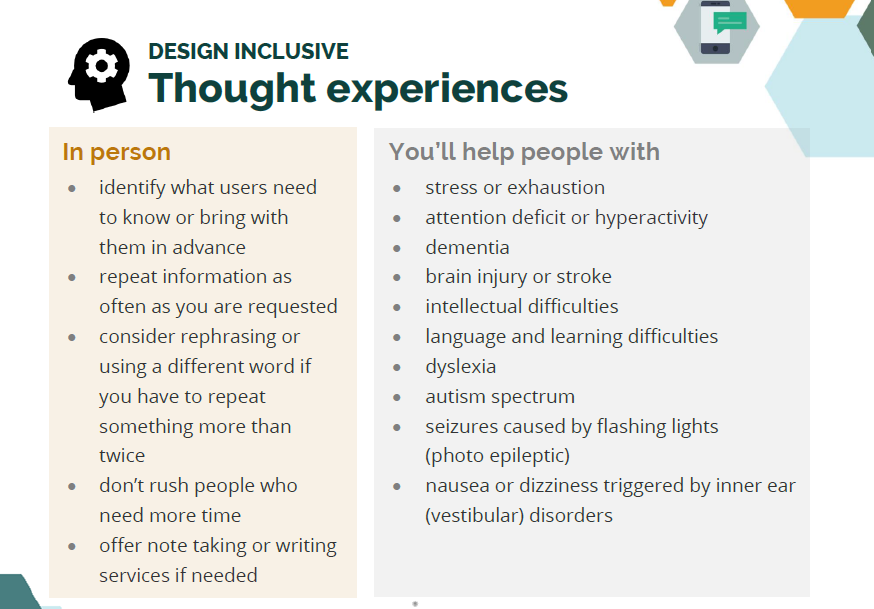 DESIGN INCLUSIVE
Thought experiences
In person
• identify what users need
to know or bring with
them in advance
• repeat information as
often as you are requested
• consider rephrasing or
using a different word if
you have to repeat
something more than
twice
• don’t rush people who
need more time
• offer note taking or writing
services if needed
You’ll help people with
• stress or exhaustion
• attention deficit or hyperactivity
• dementia
• brain injury or stroke
• intellectual difficulties
• language and learning difficulties
• dyslexia
• autism spectrum
• seizures caused by flashing lights
(photo epileptic)
• nausea or dizziness triggered by inner ear
(vestibular) disorders